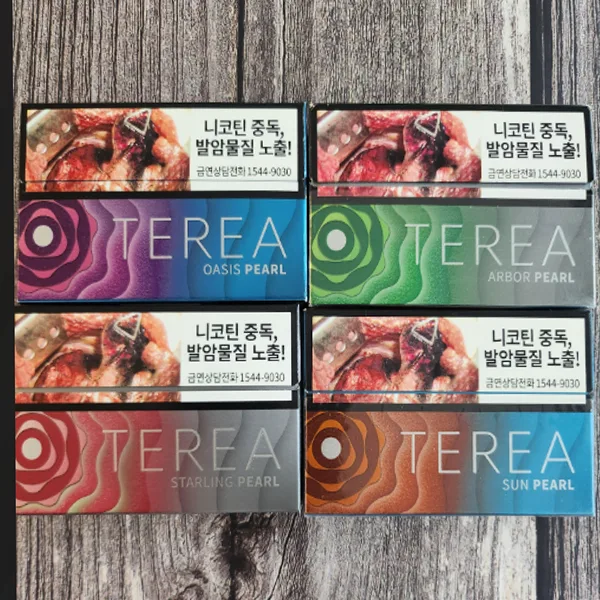 니코틴 중독,
발암물질 노출!
금연상담전화 1544-9030
TEREA
OASIS PEARL
니코틴 중독,
발암물질 노출!
금연상담전화 1544-9030
TEREA
ARBOR PEARL
니코틴 중독,
발암물질 노출!
금연상담전화 1544-9030
TEREA
STARLING PEARL
니코틴 중독,
발암물질 노출!
금연상담전화 1544-9030
TEREA
SUN PEARL